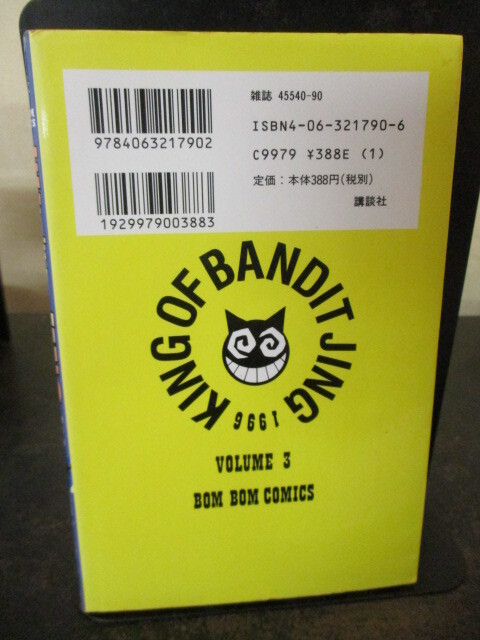 雑誌 45540-90
ISBN4-06-321790-6
C9979 ¥388E (1)
定価:本体388円(税別)
講談社
9784063217902
1929979003883
KING OF BANDIT JING
1996
VOLUME 3
BOM BOM COMICS